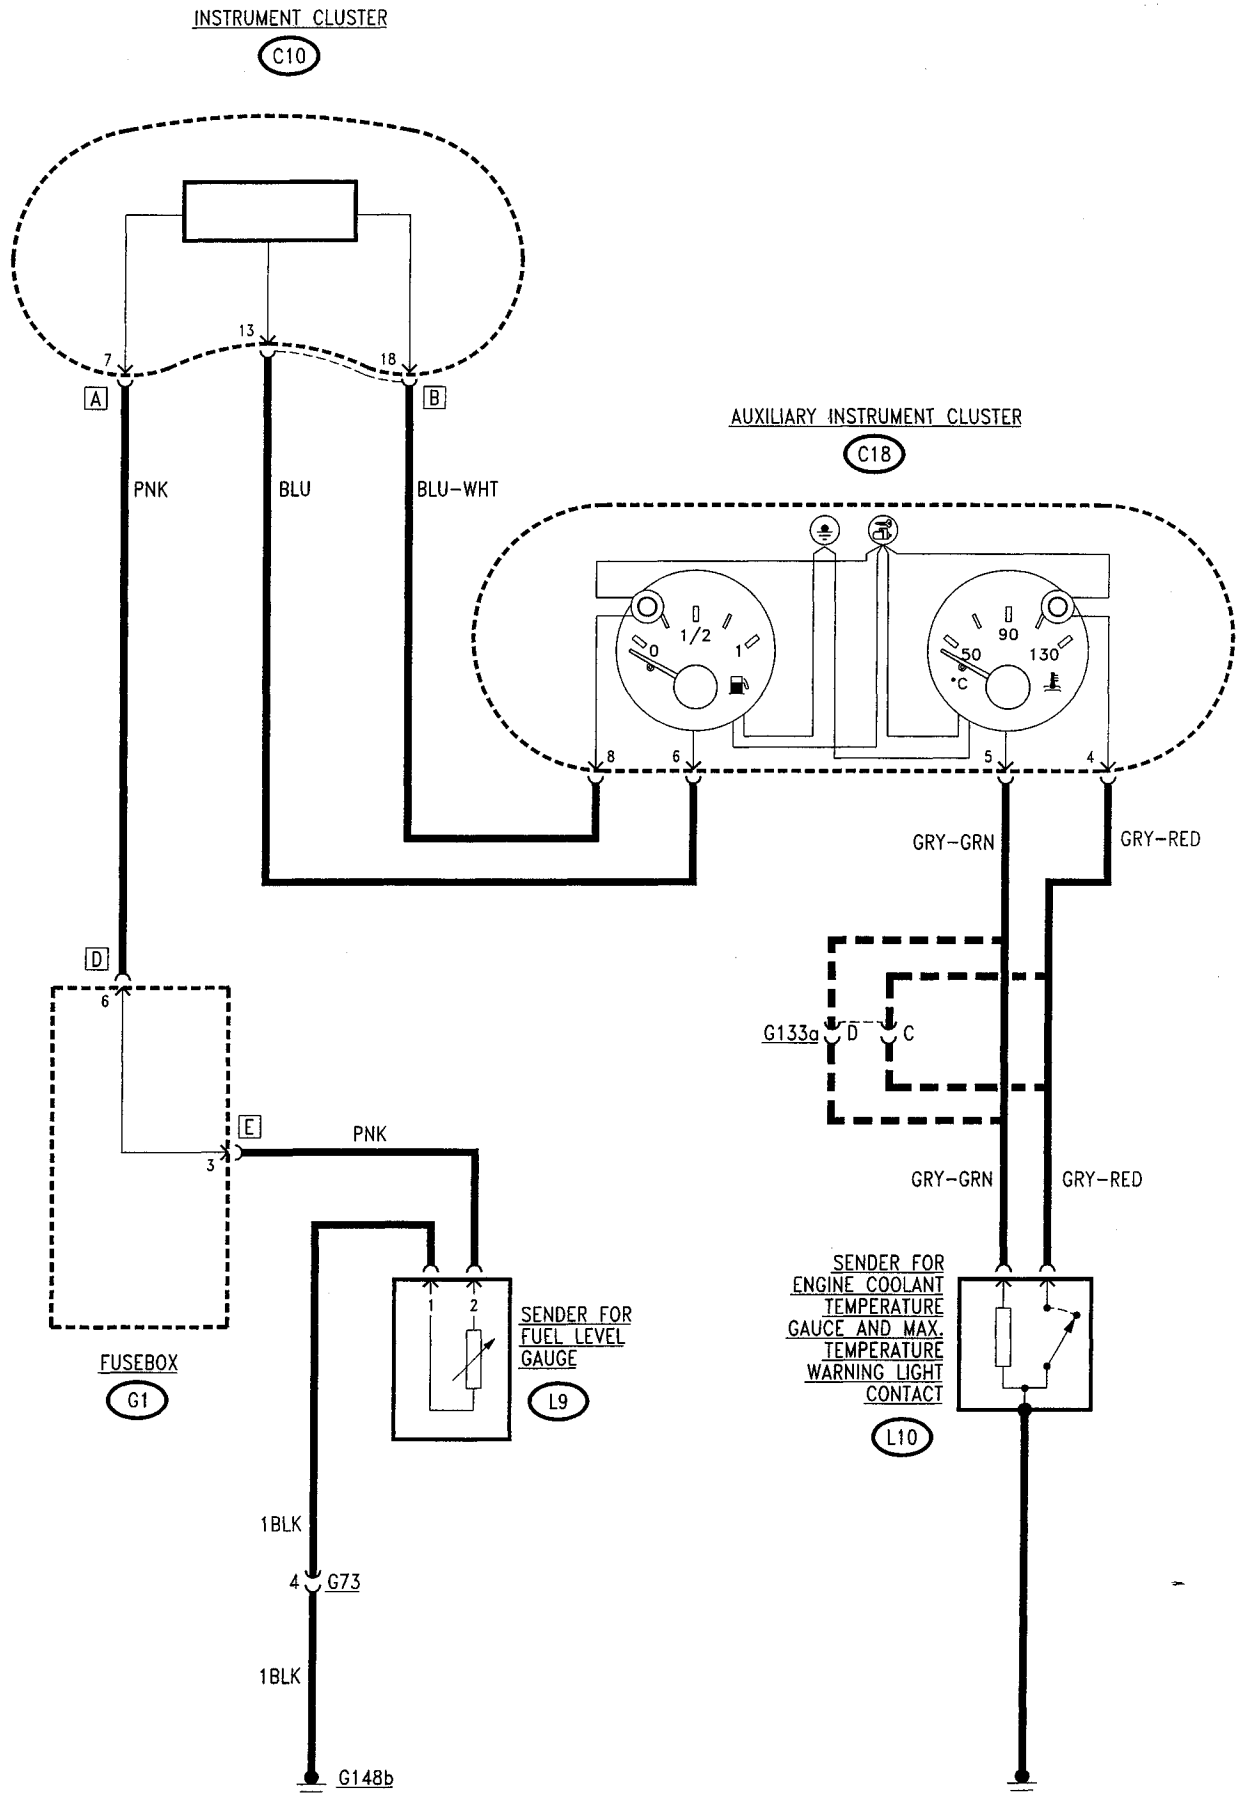 INSTRUMENT CLUSTER
C10
13
7
18
A
B
PNK
BLU
BLU-WHT
AUXILIARY INSTRUMENT CLUSTER
C18
0
1/2
1
50
90
130
°C
8
6
5
4
GRY-GRN
GRY-RED
D
6
G133a
D
C
E
3
PNK
GRY-GRN
GRY-RED
1
2
SENDER FOR
FUEL LEVEL
GAUGE
L9
SENDER FOR
ENGINE COOLANT
TEMPERATURE
GAUCE AND MAX.
TEMPERATURE
WARNING LIGHT
CONTACT
L10
FUSEBOX
G1
1BLK
4
G73
1BLK
G148b